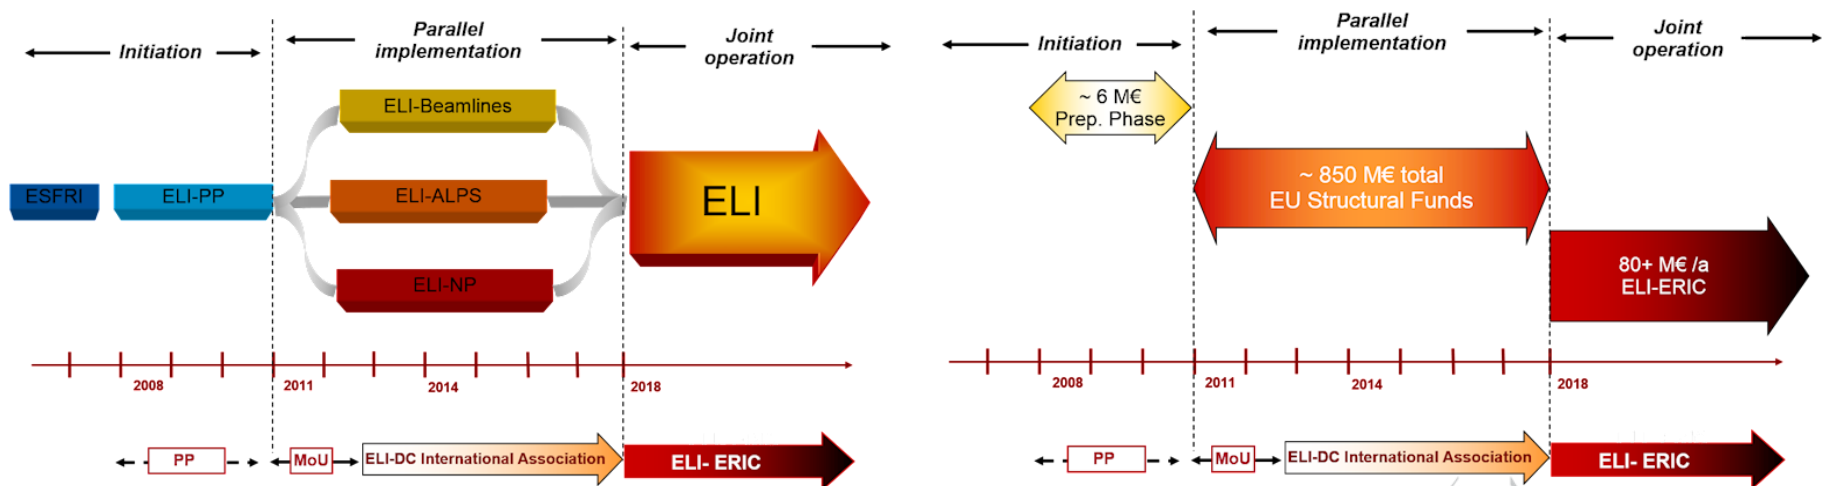 Initiation
Parallel
implementation
Joint
operation
ELI-Beamlines
ESFRI
ELI-PP
ELI-ALPS
ELI
ELI-NP
2008
2011
2014
2018
PP
MoU
ELI-DC International Association
ELI- ERIC
Initiation
Parallel
implementation
Joint
operation
~ 6 M€
Prep. Phase
~ 850 M€ total
EU Structural Funds
80+ M€ /a
ELI-ERIC
2008
2011
2014
2018
PP
MoU
ELI-DC International Association
ELI- ERIC